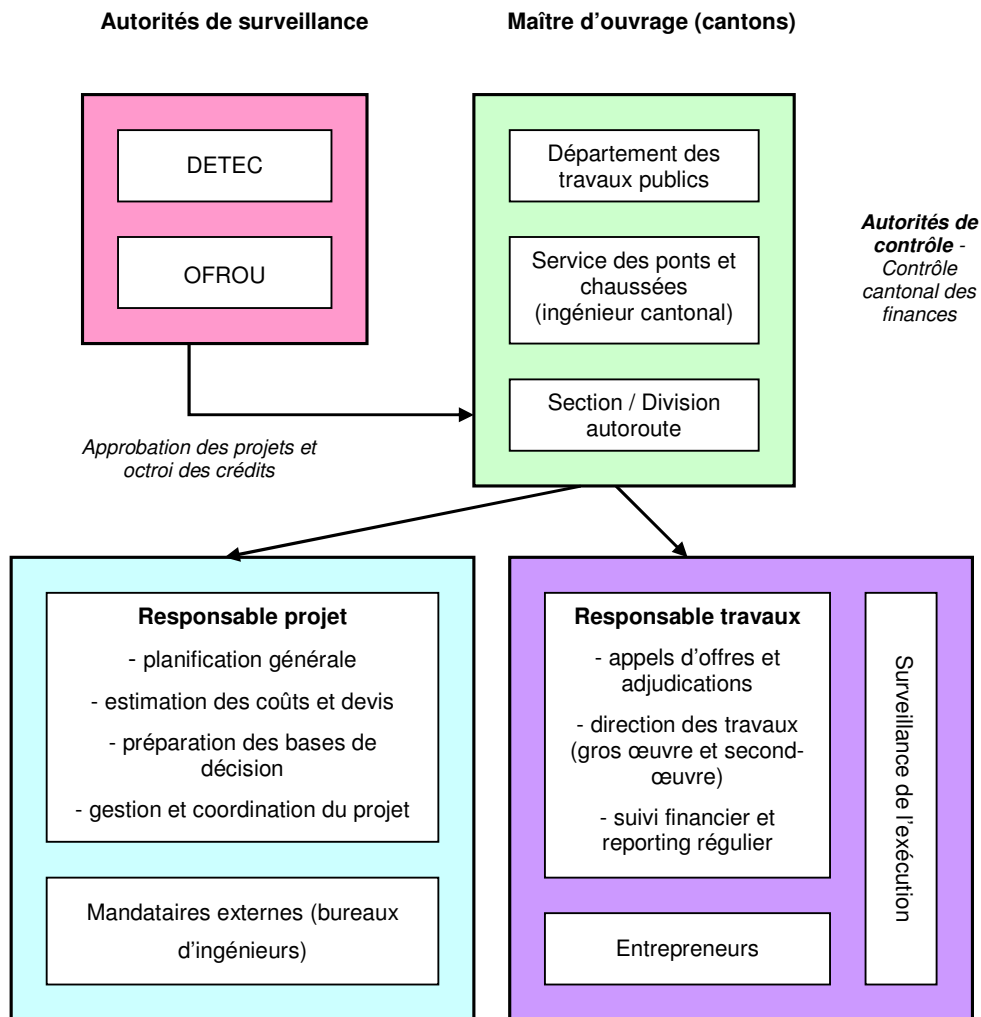 Autorités de surveillance
Maître d'ouvrage (cantons)
DETEC
OFROU
Département des
travaux publics
Service des ponts et
chaussées
(ingénieur cantonal)
Section / Division
autoroute
Autorités de
contrôle -
Contrôle
cantonal des
finances
Approbation des projets et
octroi des crédits
Responsable projet
- planification générale
- estimation des coûts et devis
- préparation des bases de
décision
- gestion et coordination du projet
Mandataires externes (bureaux
d'ingénieurs)
Responsable travaux
- appels d'offres et
adjudications
- direction des travaux
(gros œuvre et second-
œuvre)
- suivi financier et
reporting régulier
Entrepreneurs
Surveillance de l'exécution